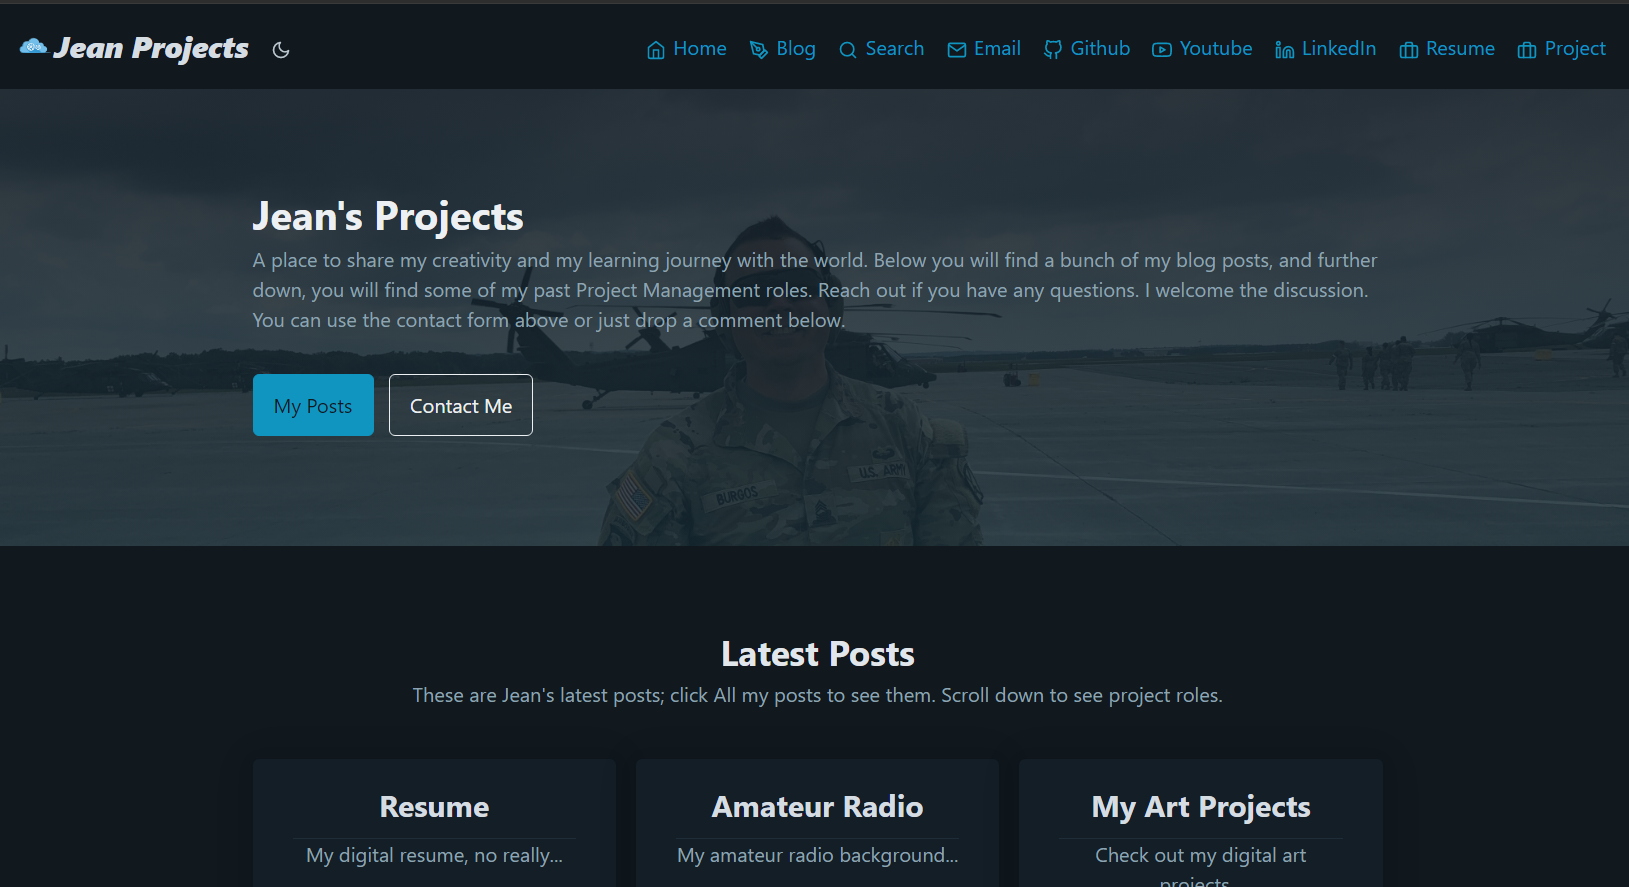 Jean Projects
Home Blog Search Email Github Youtube LinkedIn Resume Project
Jean's Projects
A place to share my creativity and my learning journey with the world. Below you will find a bunch of my blog posts, and further
down, you will find some of my past Project Management roles. Reach out if you have any questions. I welcome the discussion.
You can use the contact form above or just drop a comment below.
My Posts Contact Me
U.S. ARMY
BURGOS
Latest Posts
These are Jean's latest posts; click All my posts to see them. Scroll down to see project roles.
Resume
My digital resume, no really...
Amateur Radio
My amateur radio background...
My Art Projects
Check out my digital art
projects